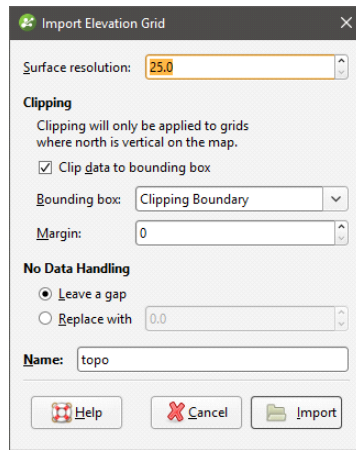 Import Elevation Grid
Surface resolution: 25.0
Clipping
Clipping will only be applied to grids
where north is vertical on the map.
Clip data to bounding box
Bounding box: Clipping Boundary
Margin: 0
No Data Handling
Leave a gap
Replace with 0.0
Name: topo
Help Cancel Import